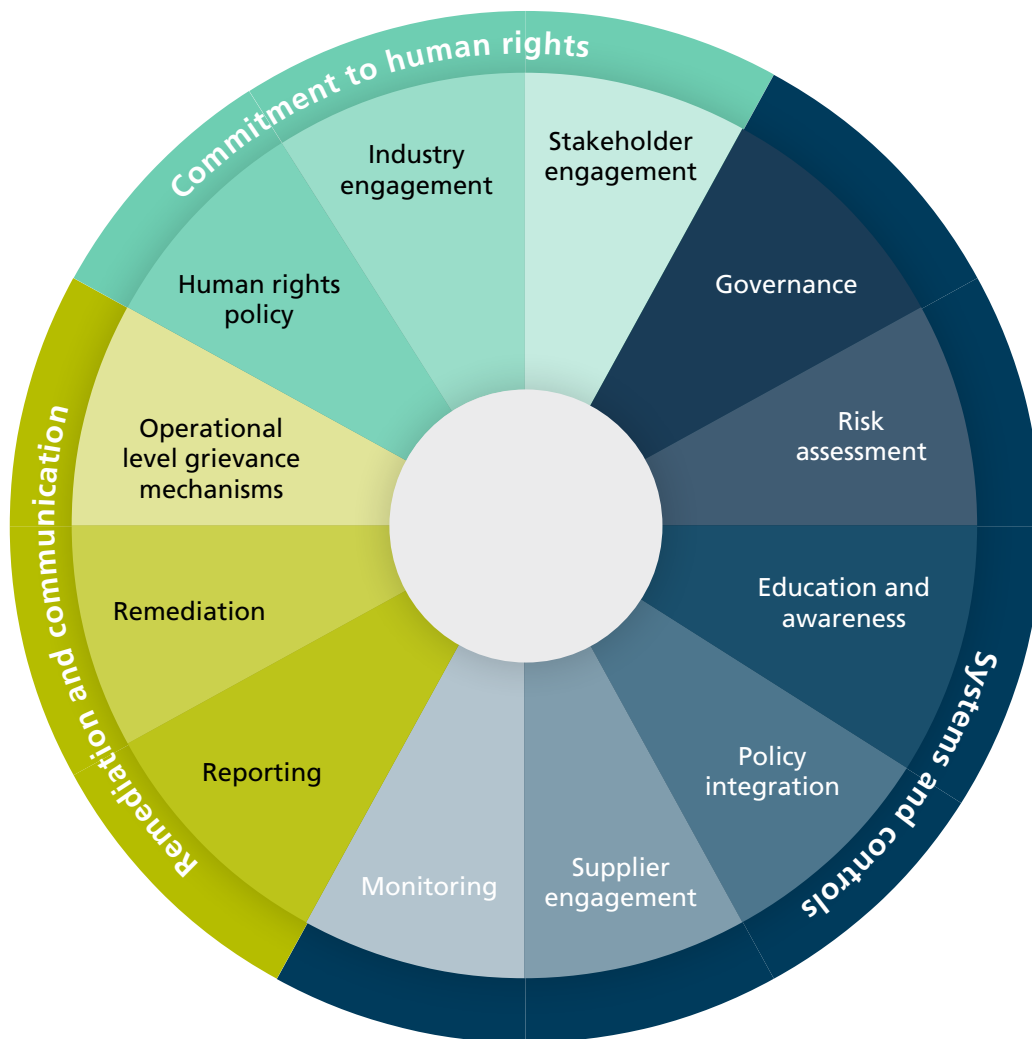 Commitment to human rights
Industry
engagement
Stakeholder
engagement
Human rights
policy
Governance
Operational
level grievance
mechanisms
Risk
assessment
Remediation and communication
Remediation
Education and
awareness
Systems and controls
Reporting
Policy
integration
Monitoring
Supplier
engagement